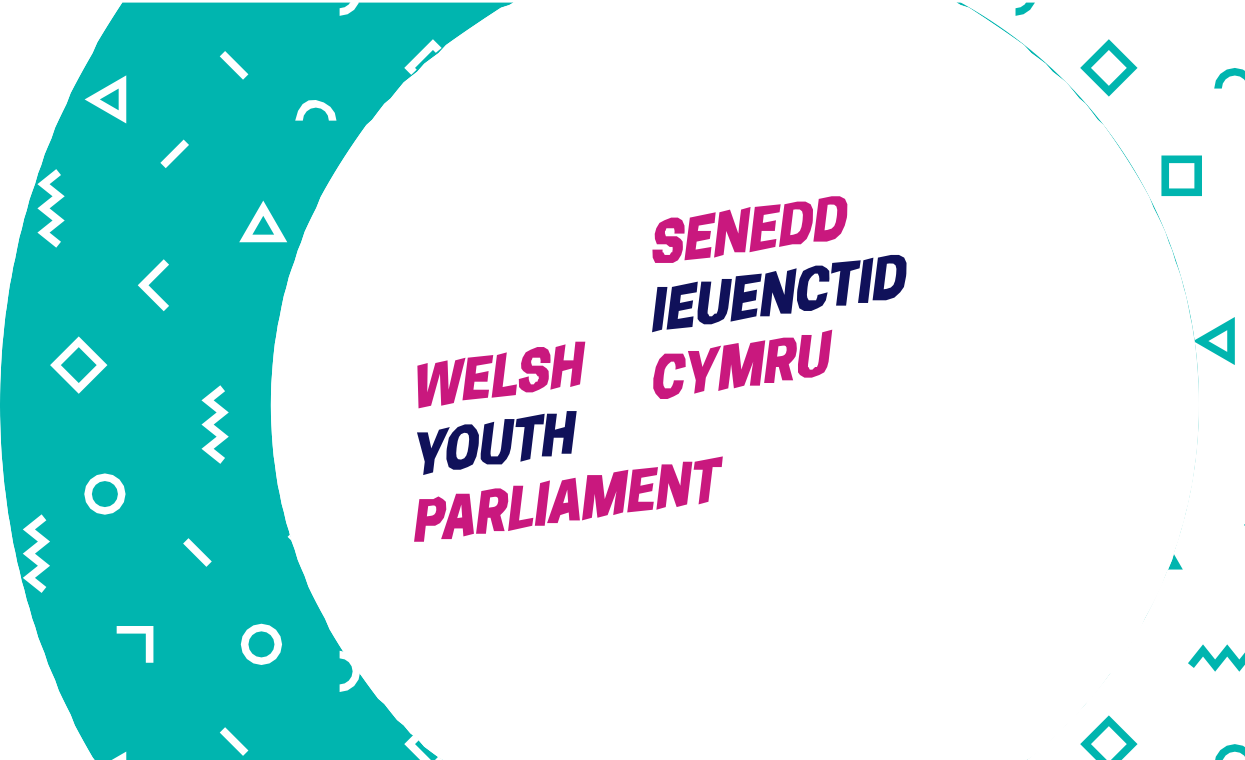 WELSH
YOUTH
PARLIAMENT
SENEDD
IEUENCTID
CYMRU